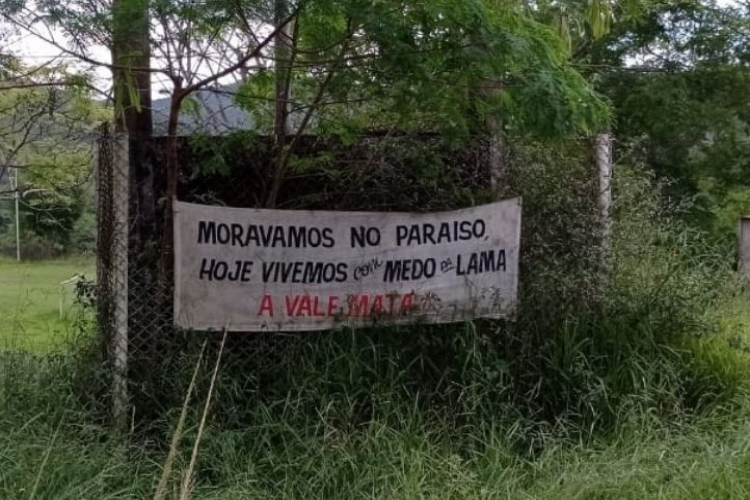 MORAVAMOS NO PARAISO,
HOJE VIVEMOS com MEDO da LAMA
A VALE MATA